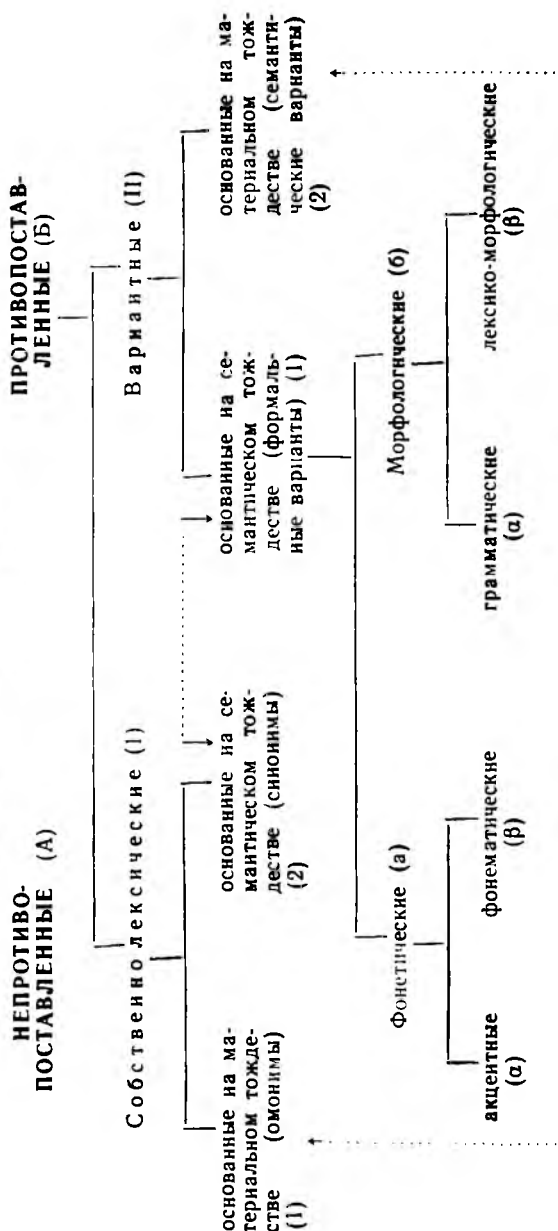 НЕПРОТИВО-
ПОСТАВЛЕННЫЕ (А)
ПРОТИВОПОСТАВ-
ЛЕННЫЕ (Б)
Собственно лексические (I)
Вариантные (II)
основанные на ма-
териальном тожде-
стве (омонимы)
(1)
основанные на се-
мантическом тож-
дестве (синонимы)
(2)
основанные на се-
мантическом тож-
дестве (формаль-
ные варианты) (1)
основанные на ма-
териальном тож-
дестве (семанти-
ческие варианты)
(2)
Фонетические (а)
Морфологические (б)
акцентные
(α)
фонематические
(β)
грамматические
(α)
лексико-морфологические
(β)